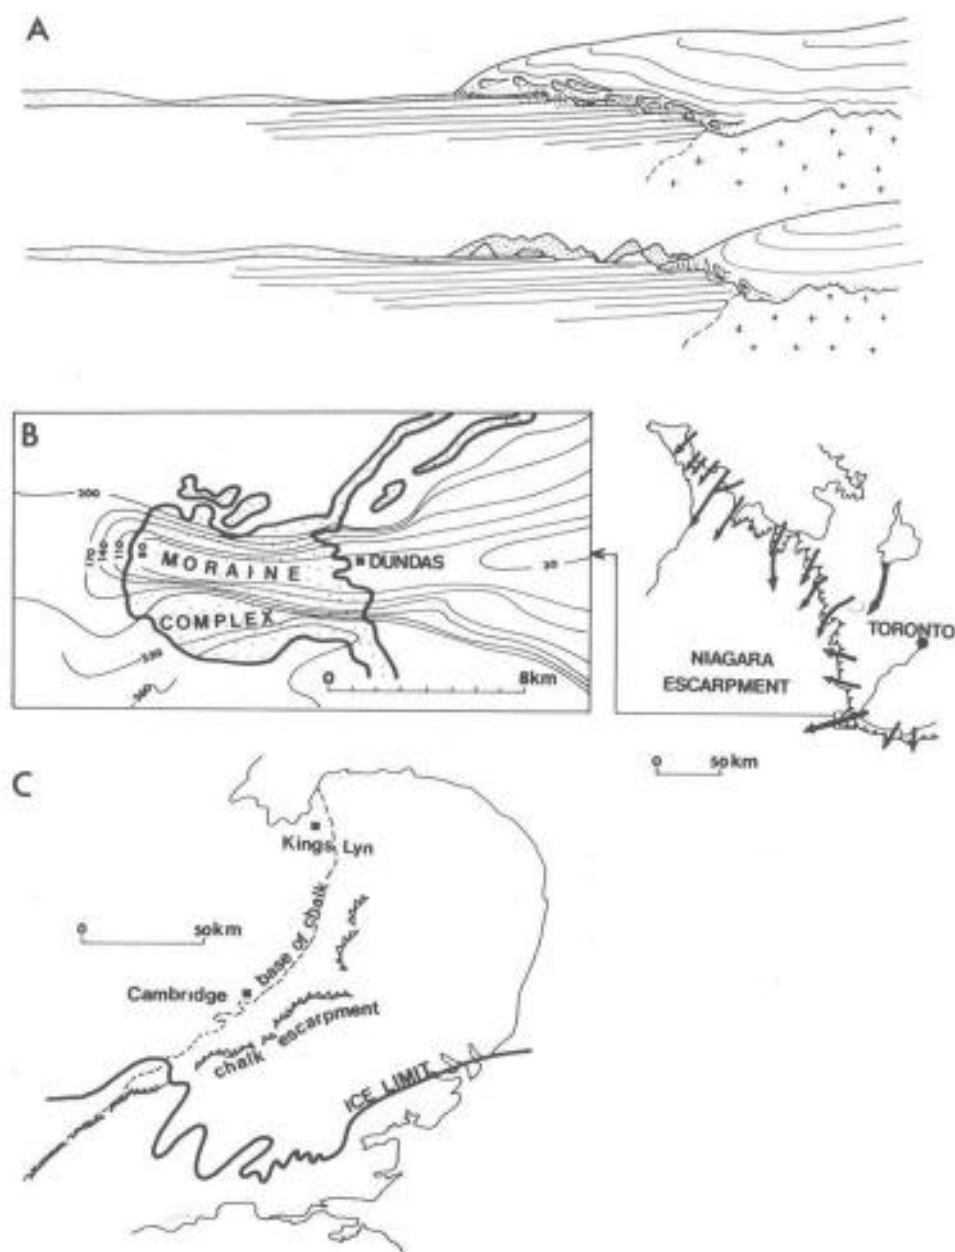 A
B
200
170
140
110
80
MORAINE
COMPLEX
DUNDAS
30
0 8km
TORONTO
NIAGARA
ESCARPMENT
0 50km
C
Kings Lyn
0 50km
base of chalk
Cambridge
chalk escarpment
ICE LIMIT